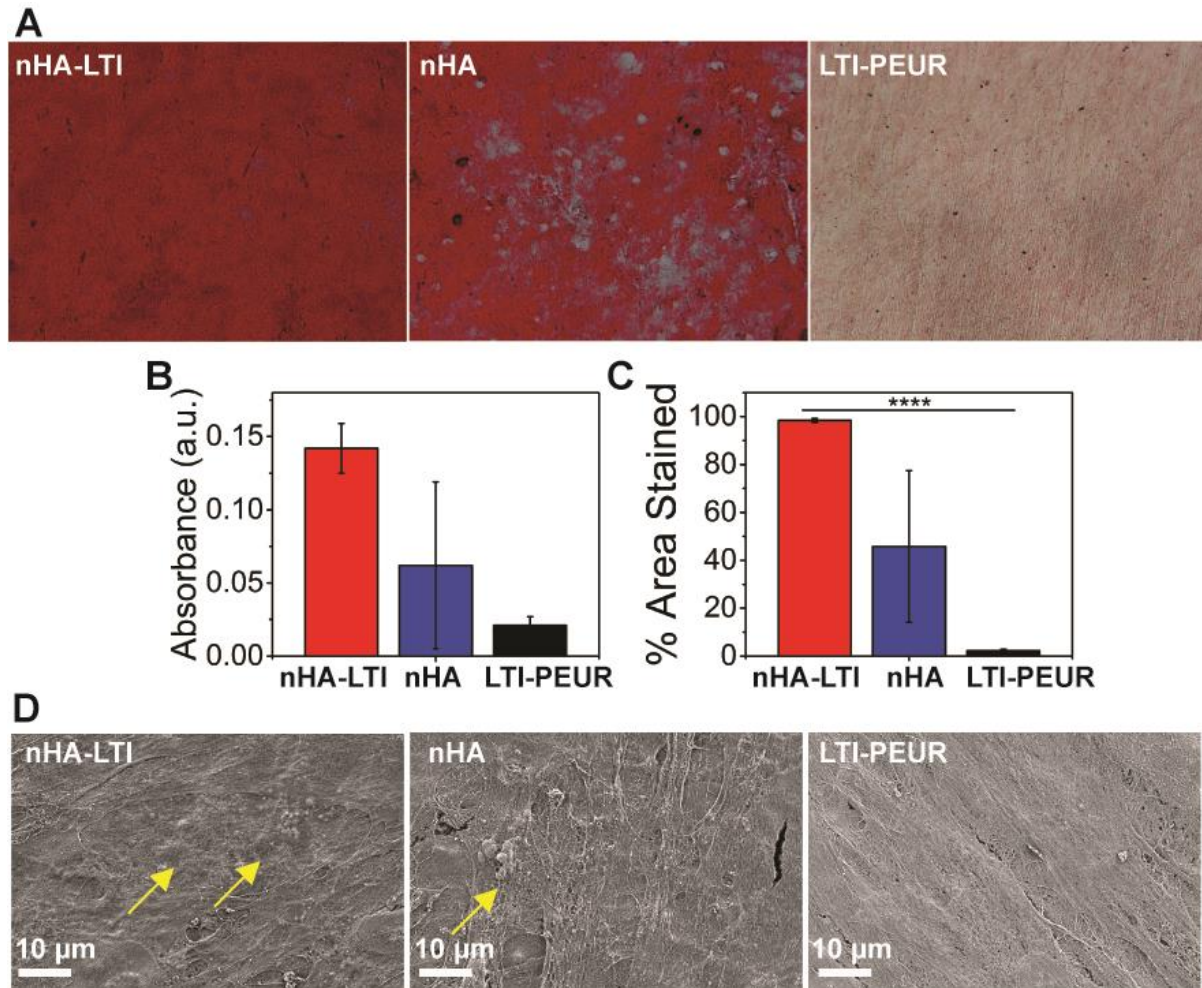 A
nHA-LTI
nHA
LTI-PEUR
B
Absorbance (a.u.)
0.15
0.10
0.05
0.00
nHA-LTI
nHA
LTI-PEUR
C
% Area Stained
100
80
60
40
20
0
****
nHA-LTI
nHA
LTI-PEUR
D
nHA-LTI
10 µm
nHA
10 µm
LTI-PEUR
10 µm